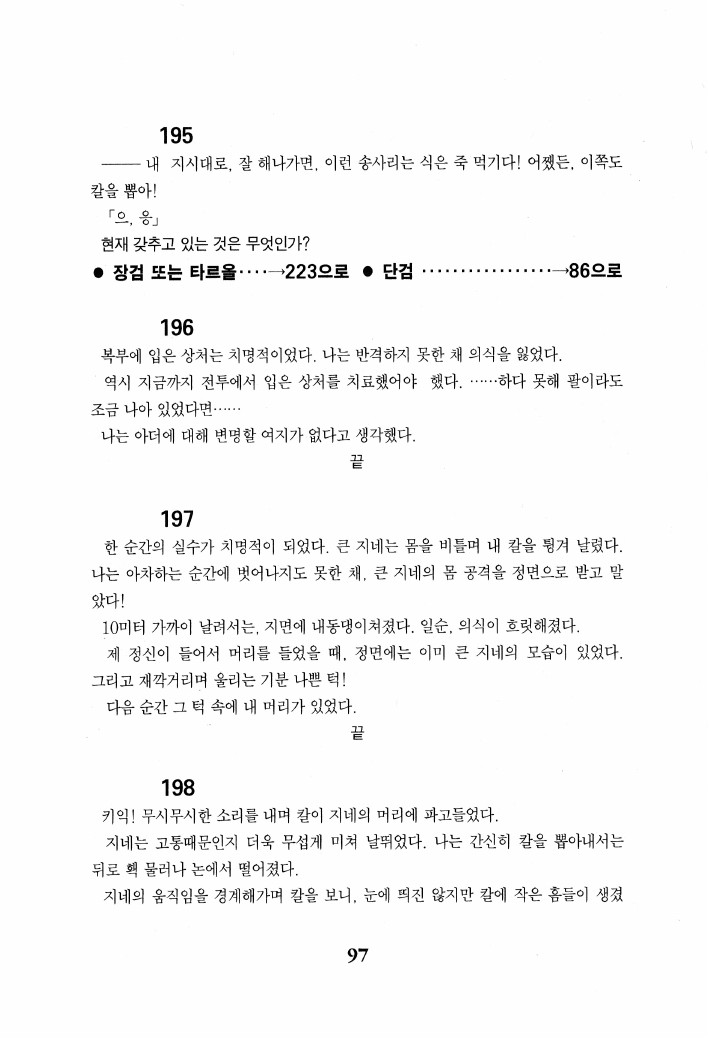 195
─── 내 지시대로, 잘 해나가면, 이런 송사리는 식은 죽 먹기다! 어쨌든, 이쪽도
칼을 뽑아!
「으, 응」
현재 갖추고 있는 것은 무엇인가?
● 장검 또는 타르올····→223으로 ● 단검 ·················→86으로
196
복부에 입은 상처는 치명적이었다. 나는 반격하지 못한 채 의식을 잃었다.
역시 지금까지 전투에서 입은 상처를 치료했어야 했다. ……하다 못해 팔이라도
조금 나아 있었다면……
나는 아더에 대해 변명할 여지가 없다고 생각했다.
끝
197
한 순간의 실수가 치명적이 되었다. 큰 지네는 몸을 비틀며 내 칼을 튕겨 날렸다.
나는 아차하는 순간에 벗어나지도 못한 채, 큰 지네의 몸 공격을 정면으로 받고 말
았다!
10미터 가까이 날려서는, 지면에 내동댕이쳐졌다. 일순, 의식이 흐릿해졌다.
제 정신이 들어서 머리를 들었을 때, 정면에는 이미 큰 지네의 모습이 있었다.
그리고 재깍거리며 울리는 기분 나쁜 턱!
다음 순간 그 턱 속에 내 머리가 있었다.
끝
198
키익! 무시무시한 소리를 내며 칼이 지네의 머리에 파고들었다.
지네는 고통때문인지 더욱 무섭게 미쳐 날뛰었다. 나는 간신히 칼을 뽑아내서는
뒤로 홱 물러나 논에서 떨어졌다.
지네의 움직임을 경계해가며 칼을 보니, 눈에 띄진 않지만 칼에 작은 흠들이 생겼
97